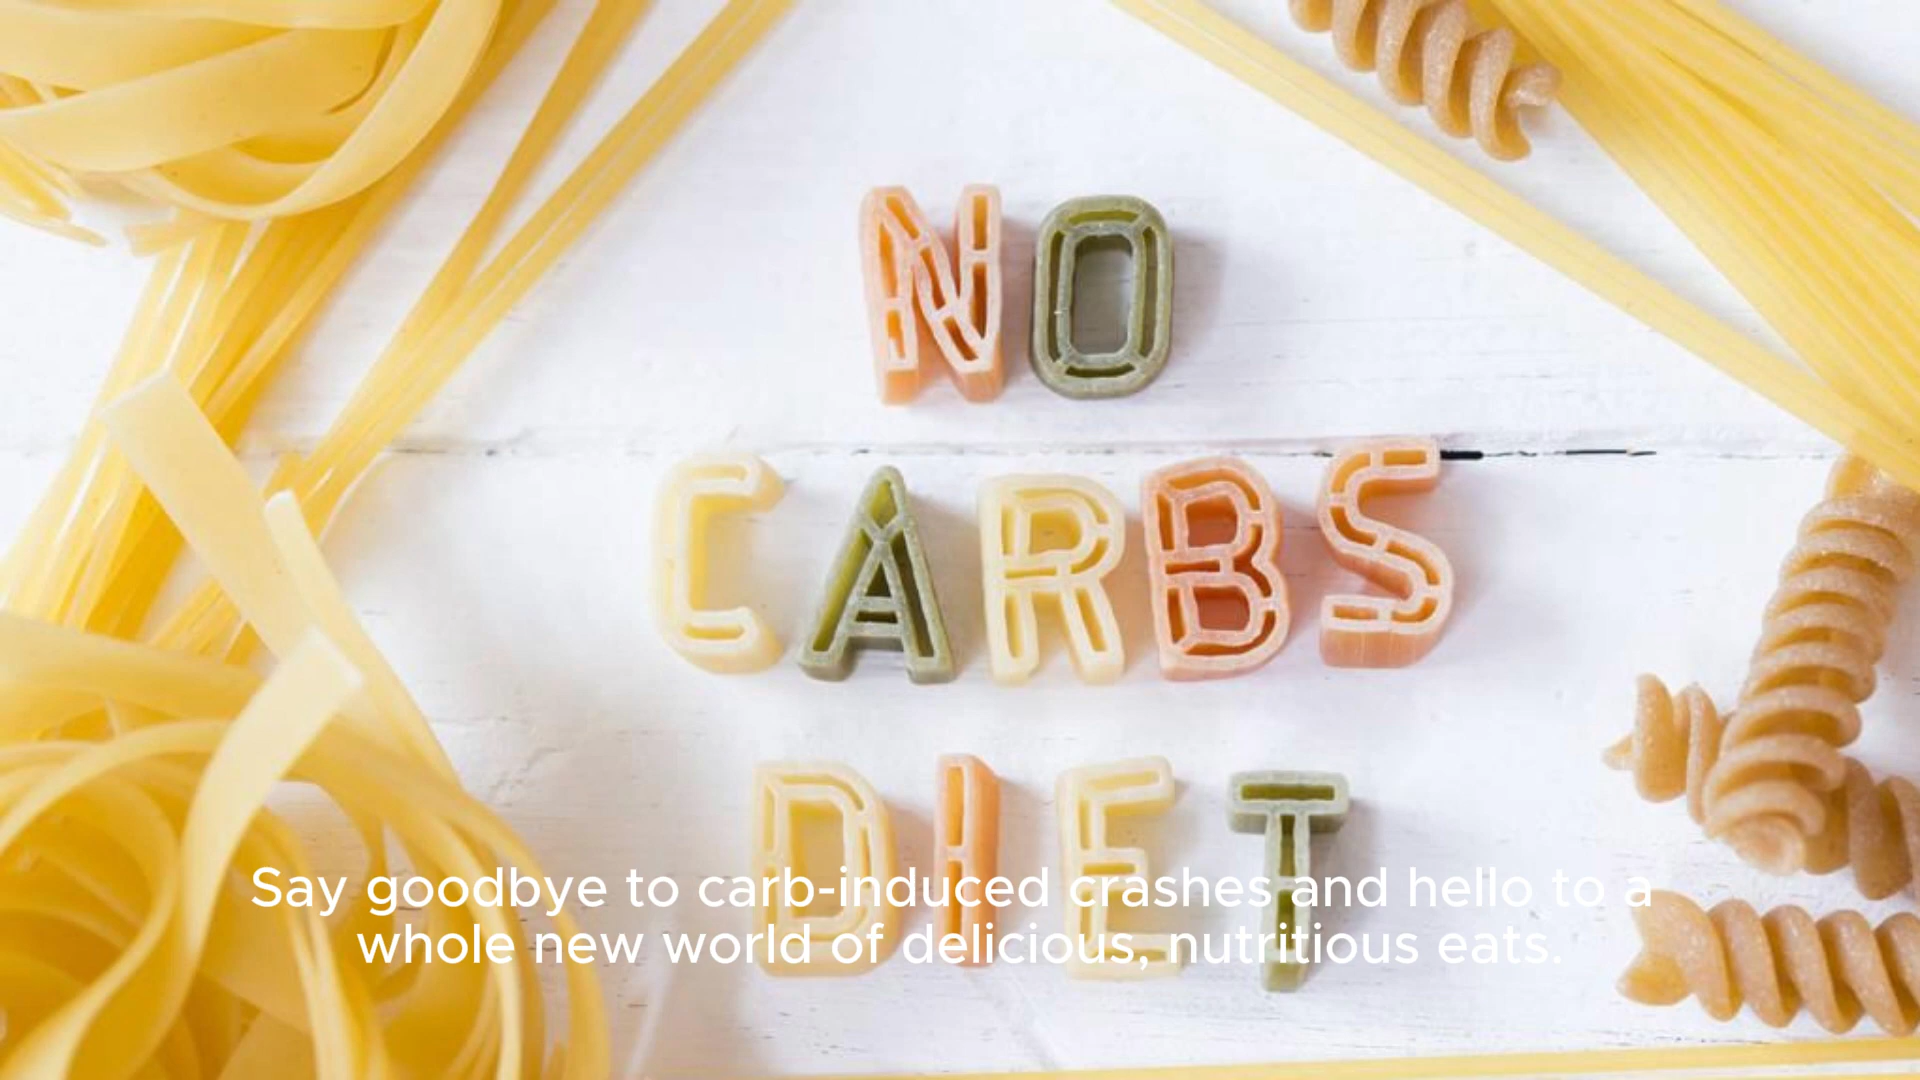 NO
CARBS
DIET
Say goodbye to carb-induced crashes and hello to a
whole new world of delicious, nutritious eats.